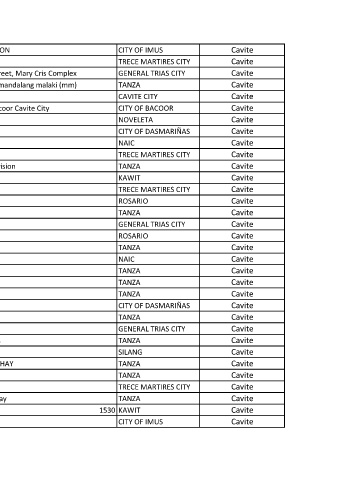 ON CITY OF IMUS Cavite
TRECE MARTIRES CITY Cavite
reet, Mary Cris Complex GENERAL TRIAS CITY Cavite
mandalang malaki (mm) TANZA Cavite
CAVITE CITY Cavite
coor Cavite City CITY OF BACOOR Cavite
NOVELETA Cavite
CITY OF DASMARIÑAS Cavite
NAIC Cavite
TRECE MARTIRES CITY Cavite
ision TANZA Cavite
KAWIT Cavite
TRECE MARTIRES CITY Cavite
ROSARIO Cavite
TANZA Cavite
GENERAL TRIAS CITY Cavite
ROSARIO Cavite
TANZA Cavite
NAIC Cavite
TANZA Cavite
TANZA Cavite
TANZA Cavite
CITY OF DASMARIÑAS Cavite
TANZA Cavite
GENERAL TRIAS CITY Cavite
TANZA Cavite
SILANG Cavite
HAY TANZA Cavite
TANZA Cavite
TRECE MARTIRES CITY Cavite
ay TANZA Cavite
1530 KAWIT Cavite
CITY OF IMUS Cavite